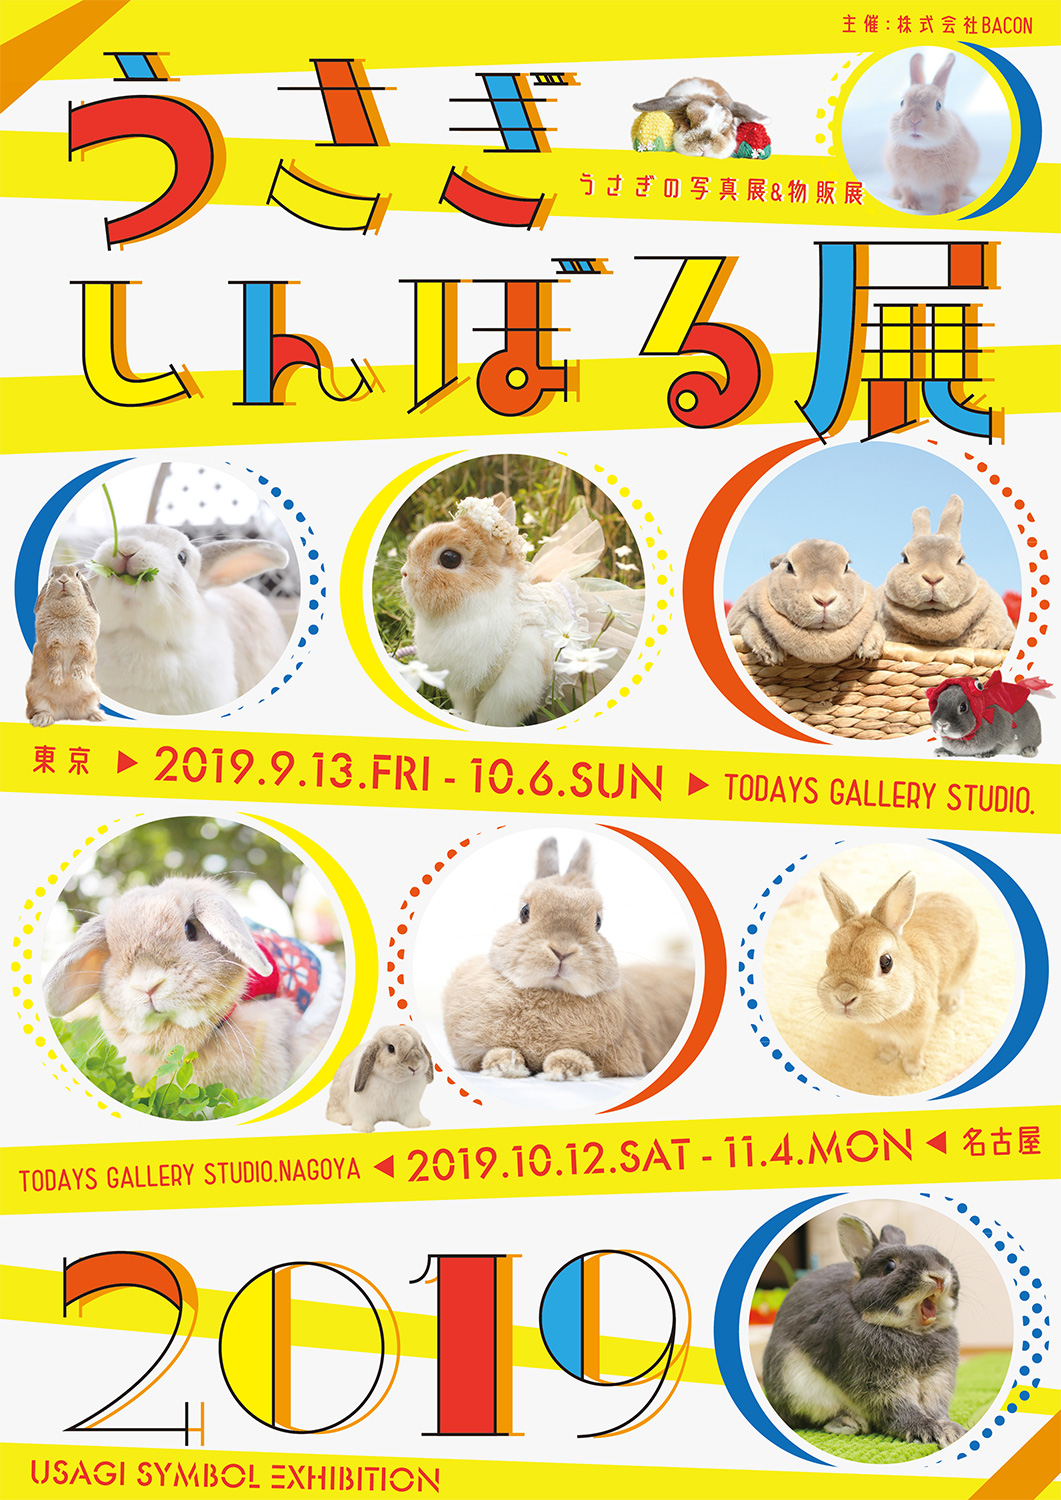 主催:株式会社BACON
うさぎ
うさぎの写真展&物販展
しんぼる展
東京 ▶ 2019.9.13.FRI - 10.6.SUN ▶ TODAYS GALLERY STUDIO.
TODAYS GALLERY STUDIO.NAGOYA ◀ 2019.10.12.SAT - 11.4.MON ◀ 名古屋
2019
USAGI SYMBOL EXHIBITION